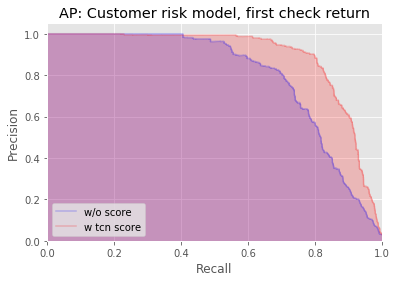 AP: Customer risk model, first check return
Precision
1.0
0.8
0.6
0.4
0.2
0.0
w/o score
w tcn score
0.0 0.2 0.4 0.6 0.8 1.0
Recall